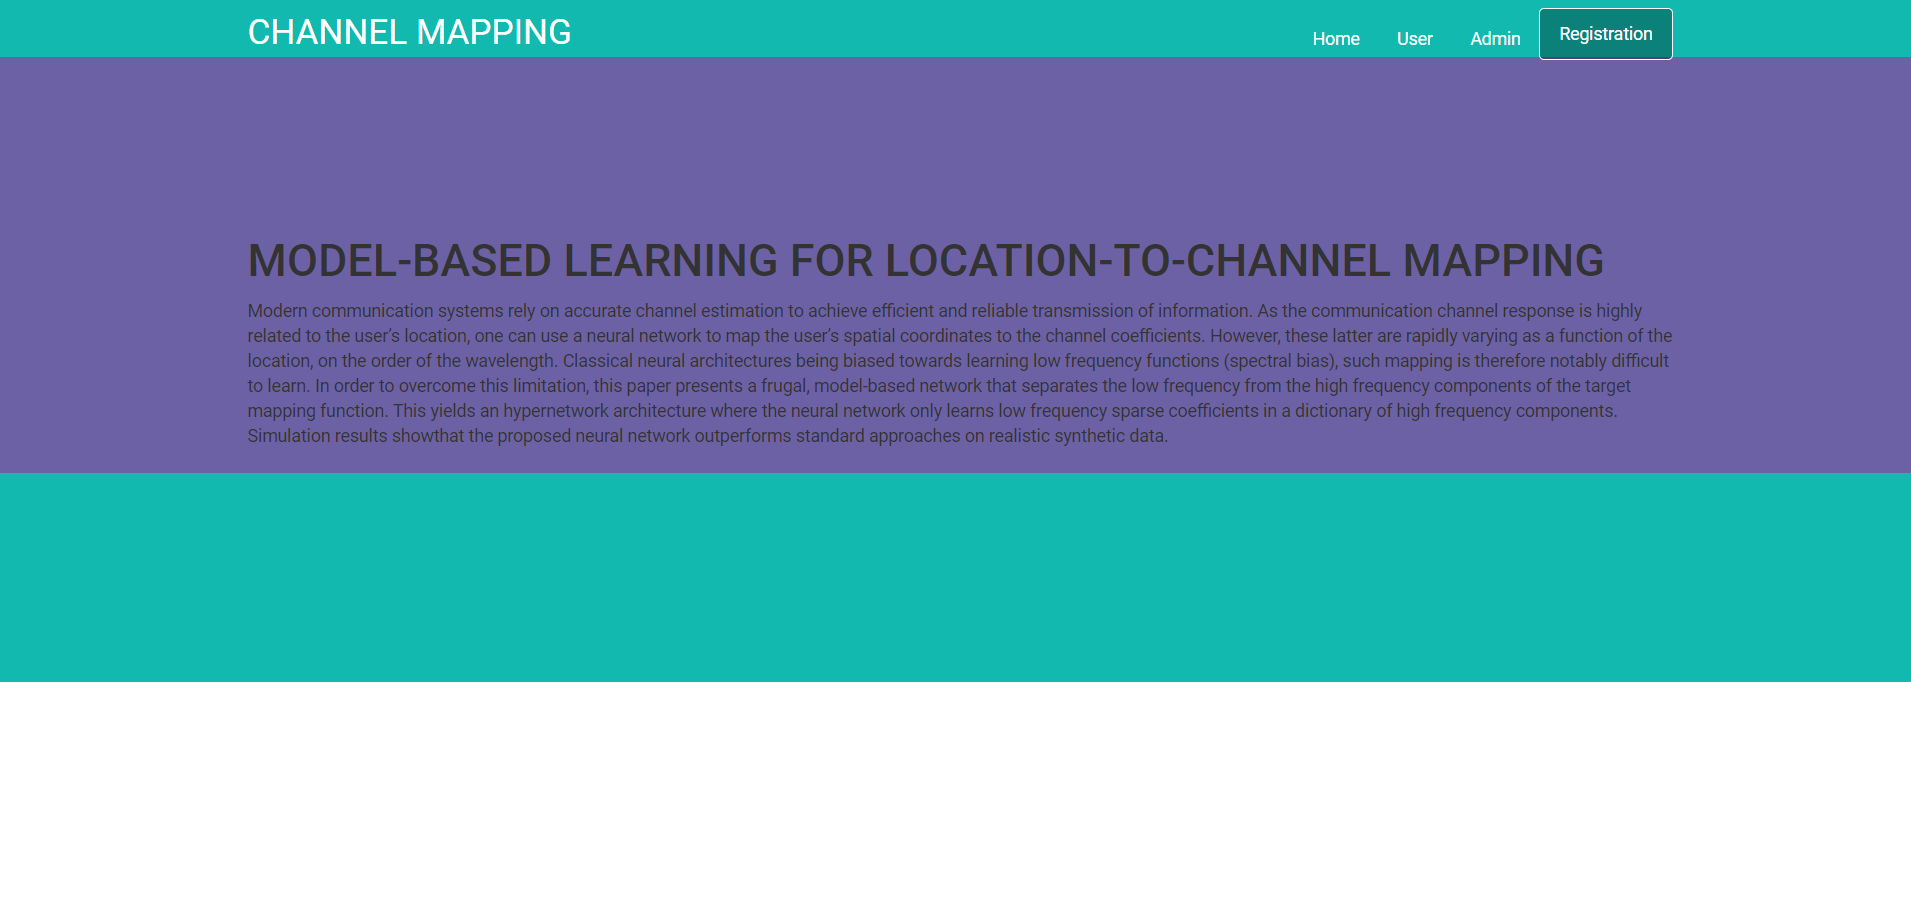 CHANNEL MAPPING
Home User Admin Registration
MODEL-BASED LEARNING FOR LOCATION-TO-CHANNEL MAPPING
Modern communication systems rely on accurate channel estimation to achieve efficient and reliable transmission of information. As the communication channel response is highly
related to the user’s location, one can use a neural network to map the user’s spatial coordinates to the channel coefficients. However, these latter are rapidly varying as a function of the
location, on the order of the wavelength. Classical neural architectures being biased towards learning low frequency functions (spectral bias), such mapping is therefore notably difficult
to learn. In order to overcome this limitation, this paper presents a frugal, model-based network that separates the low frequency from the high frequency components of the target
mapping function. This yields an hypernetwork architecture where the neural network only learns low frequency sparse coefficients in a dictionary of high frequency components.
Simulation results showthat the proposed neural network outperforms standard approaches on realistic synthetic data.